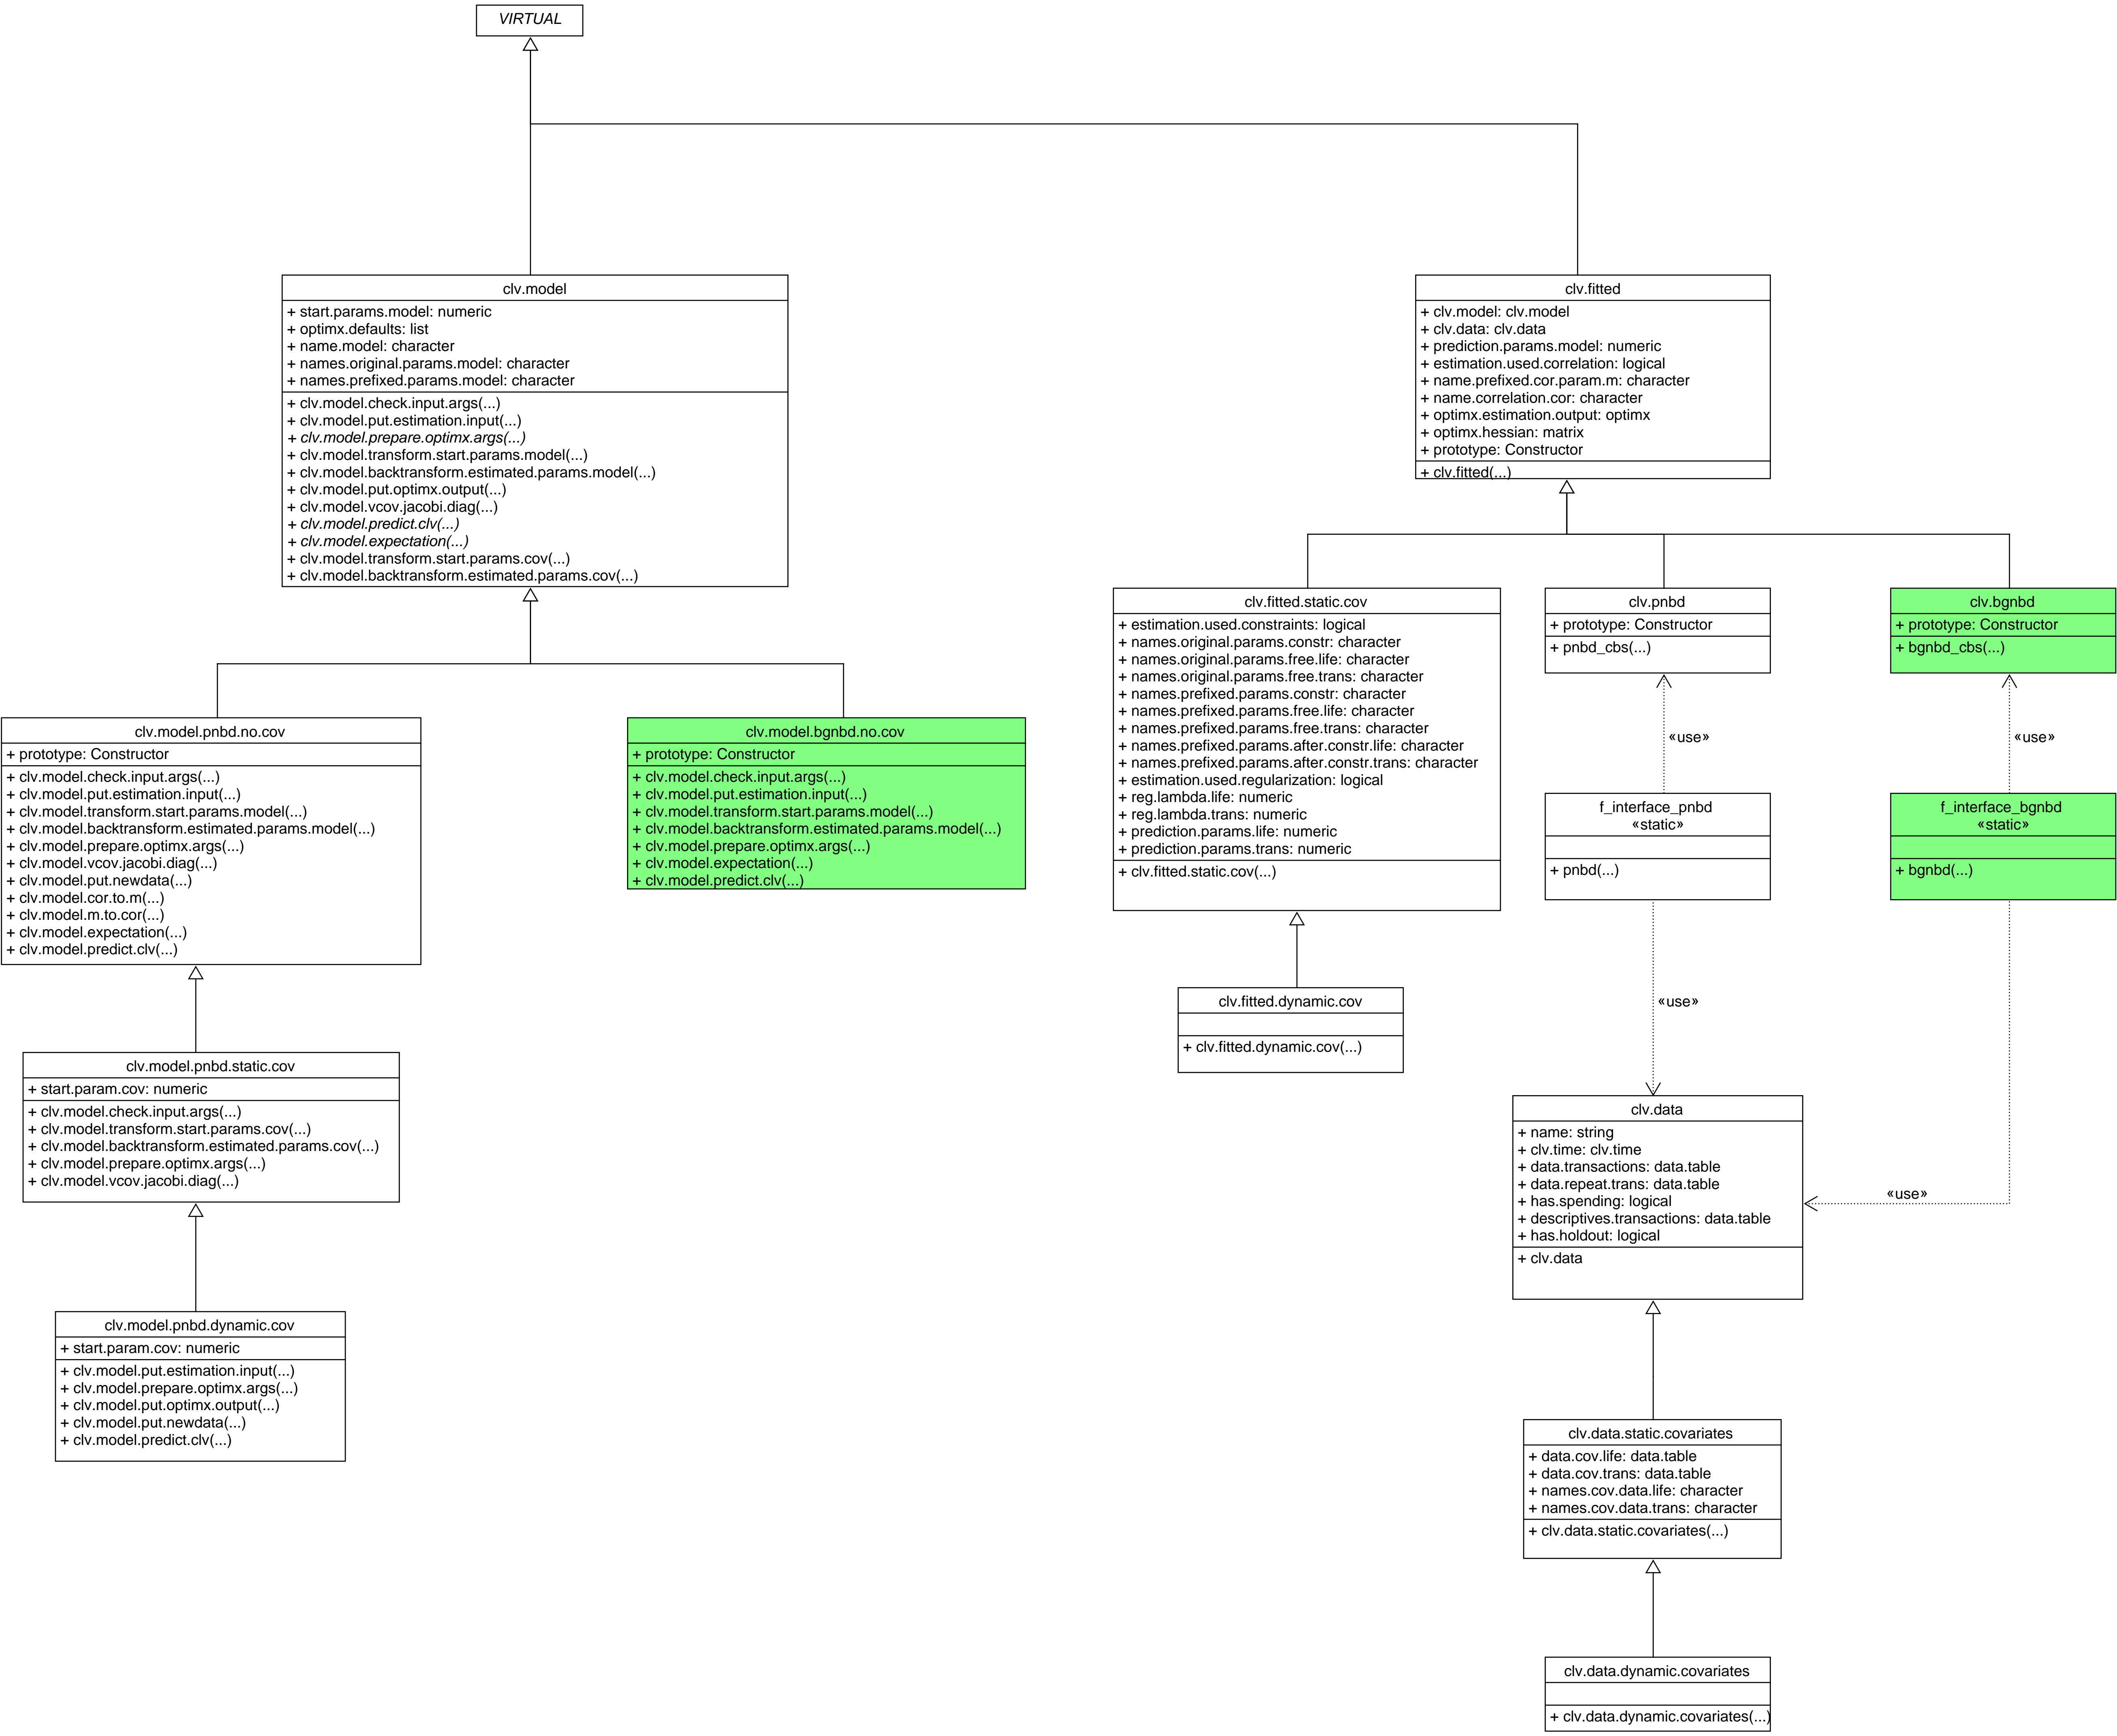 VIRTUAL
clv.model
+ start.params.model: numeric
+ optimx.defaults: list
+ name.model: character
+ names.original.params.model: character
+ names.prefixed.params.model: character
+ clv.model.check.input.args(...)
+ clv.model.put.estimation.input(...)
+ clv.model.prepare.optimx.args(...)
+ clv.model.transform.start.params.model(...)
+ clv.model.backtransform.estimated.params.model(...)
+ clv.model.put.optimx.output(...)
+ clv.model.vcov.jacobi.diag(...)
+ clv.model.predict.clv(...)
+ clv.model.expectation(...)
+ clv.model.transform.start.params.cov(...)
+ clv.model.backtransform.estimated.params.cov(...)
clv.fitted
+ clv.model: clv.model
+ clv.data: clv.data
+ prediction.params.model: numeric
+ estimation.used.correlation: logical
+ name.prefixed.cor.param.m: character
+ name.correlation.cor: character
+ optimx.estimation.output: optimx
+ optimx.hessian: matrix
+ prototype: Constructor
+ clv.fitted(...)
clv.model.pnbd.no.cov
+ prototype: Constructor
+ clv.model.check.input.args(...)
+ clv.model.put.estimation.input(...)
+ clv.model.transform.start.params.model(...)
+ clv.model.backtransform.estimated.params.model(...)
+ clv.model.prepare.optimx.args(...)
+ clv.model.vcov.jacobi.diag(...)
+ clv.model.put.newdata(...)
+ clv.model.cor.to.m(...)
+ clv.model.m.to.cor(...)
+ clv.model.expectation(...)
+ clv.model.predict.clv(...)
clv.model.bgnbd.no.cov
+ prototype: Constructor
+ clv.model.check.input.args(...)
+ clv.model.put.estimation.input(...)
+ clv.model.transform.start.params.model(...)
+ clv.model.backtransform.estimated.params.model(...)
+ clv.model.prepare.optimx.args(...)
+ clv.model.expectation(...)
+ clv.model.predict.clv(...)
clv.fitted.static.cov
+ estimation.used.constraints: logical
+ names.original.params.constr: character
+ names.original.params.free.life: character
+ names.original.params.free.trans: character
+ names.prefixed.params.constr: character
+ names.prefixed.params.free.life: character
+ names.prefixed.params.free.trans: character
+ names.prefixed.params.after.constr.life: character
+ names.prefixed.params.after.constr.trans: character
+ estimation.used.regularization: logical
+ reg.lambda.life: numeric
+ reg.lambda.trans: numeric
+ prediction.params.life: numeric
+ prediction.params.trans: numeric
+ clv.fitted.static.cov(...)
clv.pnbd
+ prototype: Constructor
+ pnbd_cbs(...)
clv.bgnbd
+ prototype: Constructor
+ bgnbd_cbs(...)
«use»
«use»
f_interface_pnbd
«static»
+ pnbd(...)
f_interface_bgnbd
«static»
+ bgnbd(...)
clv.fitted.dynamic.cov
+ clv.fitted.dynamic.cov(...)
«use»
clv.model.pnbd.static.cov
+ start.param.cov: numeric
+ clv.model.check.input.args(...)
+ clv.model.transform.start.params.cov(...)
+ clv.model.backtransform.estimated.params.cov(...)
+ clv.model.prepare.optimx.args(...)
+ clv.model.vcov.jacobi.diag(...)
clv.data
+ name: string
+ clv.time: clv.time
+ data.transactions: data.table
+ data.repeat.trans: data.table
+ has.spending: logical
+ descriptives.transactions: data.table
+ has.holdout: logical
+ clv.data
«use»
clv.model.pnbd.dynamic.cov
+ start.param.cov: numeric
+ clv.model.put.estimation.input(...)
+ clv.model.prepare.optimx.args(...)
+ clv.model.put.optimx.output(...)
+ clv.model.put.newdata(...)
+ clv.model.predict.clv(...)
clv.data.static.covariates
+ data.cov.life: data.table
+ data.cov.trans: data.table
+ names.cov.data.life: character
+ names.cov.data.trans: character
+ clv.data.static.covariates(...)
clv.data.dynamic.covariates
+ clv.data.dynamic.covariates(...)